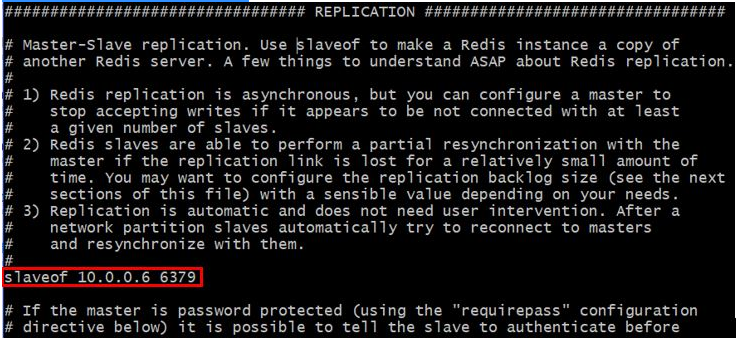 ################################ REPLICATION ################################
# Master-Slave replication. Use slaveof to make a Redis instance a copy of
# another Redis server. A few things to understand ASAP about Redis replication.
#
# 1) Redis replication is asynchronous, but you can configure a master to
#    stop accepting writes if it appears to be not connected with at least
#    a given number of slaves.
# 2) Redis slaves are able to perform a partial resynchronization with the
#    master if the replication link is lost for a relatively small amount of
#    time. You may want to configure the replication backlog size (see the next
#    sections of this file) with a sensible value depending on your needs.
# 3) Replication is automatic and does not need user intervention. After a
#    network partition slaves automatically try to reconnect to masters
#    and resynchronize with them.
#
slaveof 10.0.0.6 6379
# If the master is password protected (using the "requirepass" configuration
# directive below) it is possible to tell the slave to authenticate before